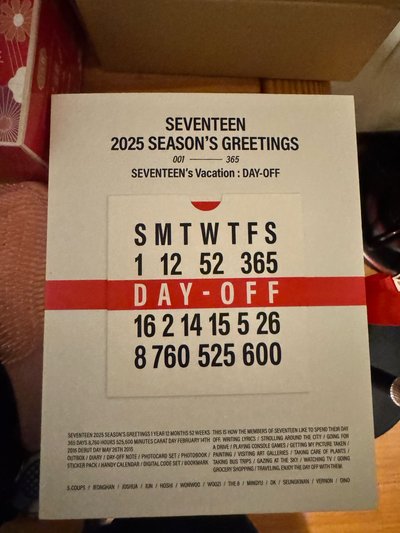 SEVENTEEN
2025 SEASON'S GREETINGS
001 — 365
SEVENTEEN's Vacation : DAY-OFF
S M T W T F S
1 12 52 365
DAY-OFF
16 2 14 15 5 26
8 760 525 600
SEVENTEEN 2025 SEASON'S GREETINGS 1 YEAR 12 MONTHS 52 WEEKS
365 DAYS 8,760 HOURS 525,600 MINUTES CARAT DAY FEBRUARY 14TH
2016 DEBUT DAY MAY 26TH 2015
OUTBOX / DIARY / DAY-OFF NOTE / PHOTOCARD SET / PHOTOBOOK
STICKER PACK / HANDY CALENDAR / DIGITAL CODE SET / BOOKMARK
THIS IS HOW THE MEMBERS OF SEVENTEEN LIKE TO SPEND THEIR DAY
OFF: WRITING LYRICS / STROLLING AROUND THE CITY / GOING FOR
A DRIVE / PLAYING CONSOLE GAMES / GETTING MY PICTURE TAKEN /
PAINTING / VISITING ART GALLERIES / TAKING CARE OF PLANTS /
TAKING BUS TRIPS / GAZING AT THE SKY / WATCHING TV / GOING
GROCERY SHOPPING / TRAVELING, ENJOY THE DAY OFF WITH THEM.
S.COUPS / JEONGHAN / JOSHUA / JUN / HOSHI / WONWOO / WOOZI / THE 8 / MINGYU / DK / SEUNGKWAN / VERNON / DINO